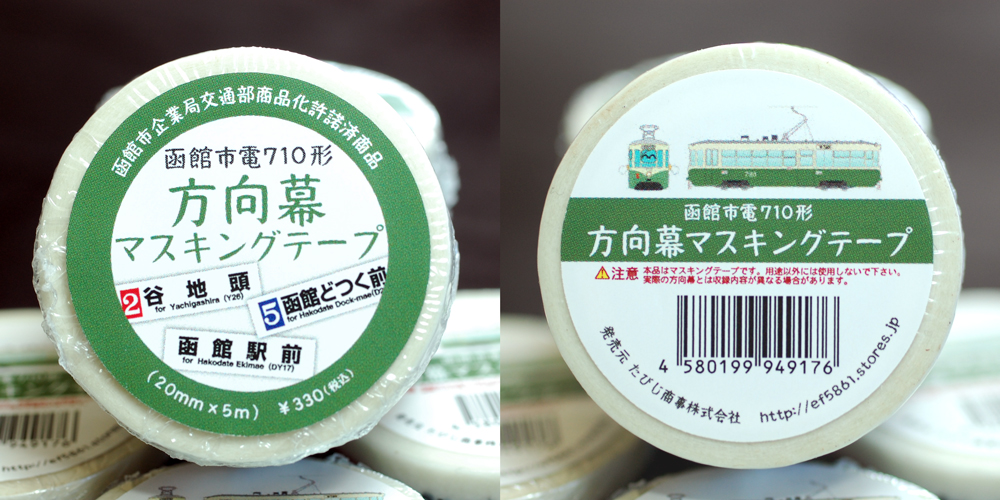 函館市企業局交通部商品化許諾済商品
函館市電710形
方向幕
マスキングテープ
2 谷地頭
for Yachigashira (Y26)
5 函館どつく前
for Hakodate Dock-mae
函館駅前
for Hakodate Ekimae (DY17)
(20mm×5m) ¥330(税込)
函館市電710形
方向幕マスキングテープ
注意 本品はマスキングテープです。用途以外には使用しないで下さい。
実際の方向幕とは収録内容が異なる場合があります。
4 580199 949176
発売元 たびじ商事株式会社 http://ef5861.stores.jp
949176
http://ef5861